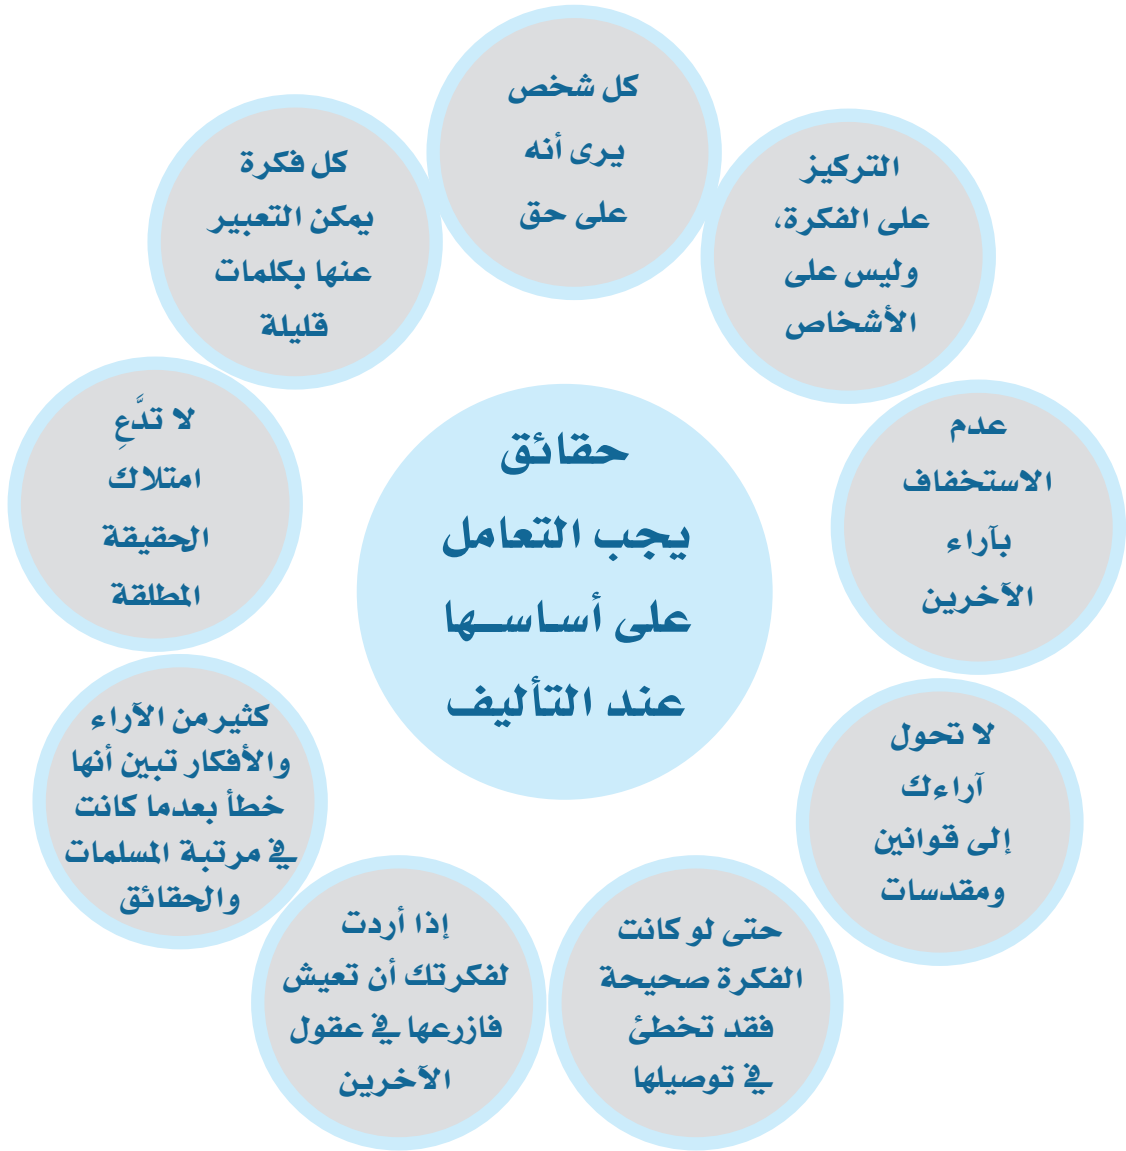 حقائق
يجب التعامل
على أساسها
عند التأليف
كل شخص
يرى أنه
على حق
التركيز
على الفكرة،
وليس على
الأشخاص
عدم
الاستخفاف
بآراء
الآخرين
لا تحول
آراءك
إلى قوانين
ومقدسات
حتى لو كانت
الفكرة صحيحة
فقد تخطئ
في توصيلها
إذا أردت
لفكرتك أن تعيش
فازرعها في عقول
الآخرين
كثير من الآراء
والأفكار تبين أنها
خطأ بعدما كانت
في مرتبة المسلمات
والحقائق
لا تدَّعِ
امتلاك
الحقيقة
المطلقة
كل فكرة
يمكن التعبير
عنها بكلمات
قليلة